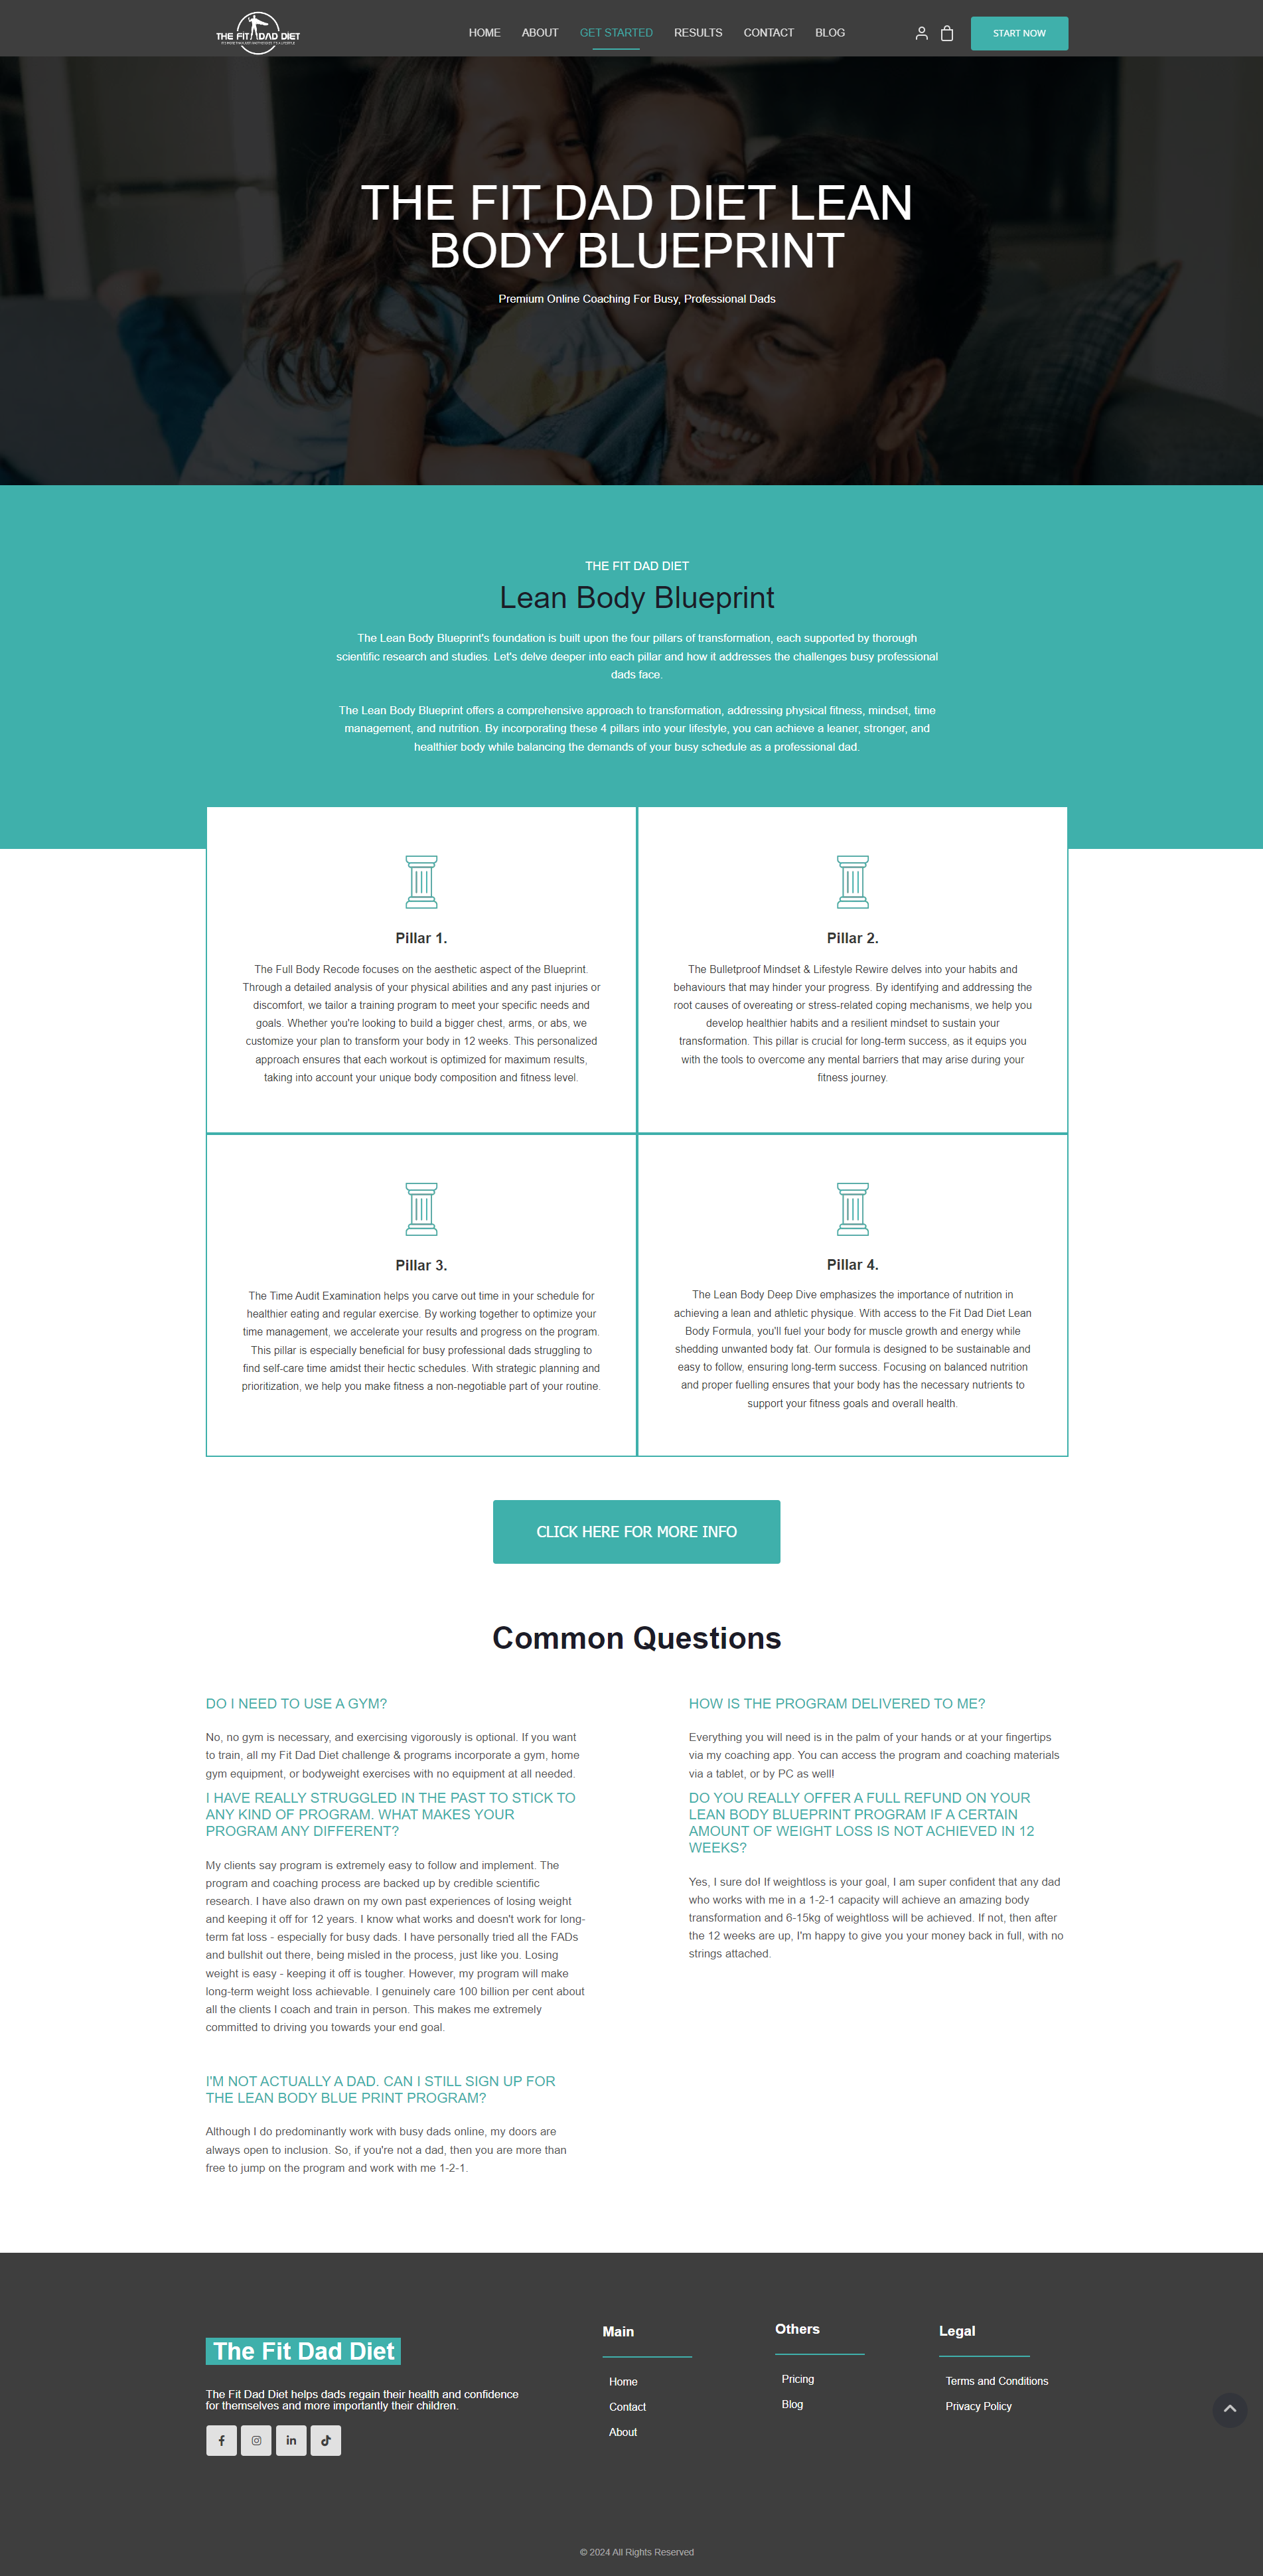 THE FIT DAD DIET
HOME
ABOUT
GET STARTED
RESULTS
CONTACT
BLOG
START NOW
THE FIT DAD DIET LEAN
BODY BLUEPRINT
Premium Online Coaching For Busy, Professional Dads
THE FIT DAD DIET
Lean Body Blueprint
The Lean Body Blueprint's foundation is built upon the four pillars of transformation, each supported by thorough
scientific research and studies. Let's delve deeper into each pillar and how it addresses the challenges busy professional
dads face.
The Lean Body Blueprint offers a comprehensive approach to transformation, addressing physical fitness, mindset, time
management, and nutrition. By incorporating these 4 pillars into your lifestyle, you can achieve a leaner, stronger, and
healthier body while balancing the demands of your busy schedule as a professional dad.
Pillar 1.
The Full Body Recode focuses on the aesthetic aspect of the Blueprint.
Through a detailed analysis of your physical abilities and any past injuries or
discomfort, we tailor a training program to meet your specific needs and
goals. Whether you're looking to build a bigger chest, arms, or abs, we
customize your plan to transform your body in 12 weeks. This personalized
approach ensures that each workout is optimized for maximum results,
taking into account your unique body composition and fitness level.
Pillar 2.
The Bulletproof Mindset & Lifestyle Rewire delves into your habits and
behaviours that may hinder your progress. By identifying and addressing the
root causes of overeating or stress-related coping mechanisms, we help you
develop healthier habits and a resilient mindset to sustain your
transformation. This pillar is crucial for long-term success, as it equips you
with the tools to overcome any mental barriers that may arise during your
fitness journey.
Pillar 3.
The Time Audit Examination helps you carve out time in your schedule for
healthier eating and regular exercise. By working together to optimize your
time management, we accelerate your results and progress on the program.
This pillar is especially beneficial for busy professional dads struggling to
find self-care time amidst their hectic schedules. With strategic planning and
prioritization, we help you make fitness a non-negotiable part of your routine.
Pillar 4.
The Lean Body Deep Dive emphasizes the importance of nutrition in
achieving a lean and athletic physique. With access to the Fit Dad Diet Lean
Body Formula, you'll fuel your body for muscle growth and energy while
shedding unwanted body fat. Our formula is designed to be sustainable and
easy to follow, ensuring long-term success. Focusing on balanced nutrition
and proper fuelling ensures that your body has the necessary nutrients to
support your fitness goals and overall health.
CLICK HERE FOR MORE INFO
Common Questions
DO I NEED TO USE A GYM?
No, no gym is necessary, and exercising vigorously is optional. If you want
to train, all my Fit Dad Diet challenge & programs incorporate a gym, home
gym equipment, or bodyweight exercises with no equipment at all needed.
I HAVE REALLY STRUGGLED IN THE PAST TO STICK TO
ANY KIND OF PROGRAM. WHAT MAKES YOUR
PROGRAM ANY DIFFERENT?
My clients say program is extremely easy to follow and implement. The
program and coaching process are backed up by credible scientific
research. I have also drawn on my own past experiences of losing weight
and keeping it off for 12 years. I know what works and doesn't work for long-
term fat loss - especially for busy dads. I have personally tried all the FADs
and bullshit out there, being misled in the process, just like you. Losing
weight is easy - keeping it off is tougher. However, my program will make
long-term weight loss achievable. I genuinely care 100 billion per cent about
all the clients I coach and train in person. This makes me extremely
committed to driving you towards your end goal.
I'M NOT ACTUALLY A DAD. CAN I STILL SIGN UP FOR
THE LEAN BODY BLUE PRINT PROGRAM?
Although I do predominantly work with busy dads online, my doors are
always open to inclusion. So, if you're not a dad, then you are more than
free to jump on the program and work with me 1-2-1.
HOW IS THE PROGRAM DELIVERED TO ME?
Everything you will need is in the palm of your hands or at your fingertips
via my coaching app. You can access the program and coaching materials
via a tablet, or by PC as well!
DO YOU REALLY OFFER A FULL REFUND ON YOUR
LEAN BODY BLUEPRINT PROGRAM IF A CERTAIN
AMOUNT OF WEIGHT LOSS IS NOT ACHIEVED IN 12
WEEKS?
Yes, I sure do! If weightloss is your goal, I am super confident that any dad
who works with me in a 1-2-1 capacity will achieve an amazing body
transformation and 6-15kg of weightloss will be achieved. If not, then after
the 12 weeks are up, I'm happy to give you your money back in full, with no
strings attached.
The Fit Dad Diet
The Fit Dad Diet helps dads regain their health and confidence
for themselves and more importantly their children.
Main
Home
Contact
About
Others
Pricing
Blog
Legal
Terms and Conditions
Privacy Policy
© 2024 All Rights Reserved